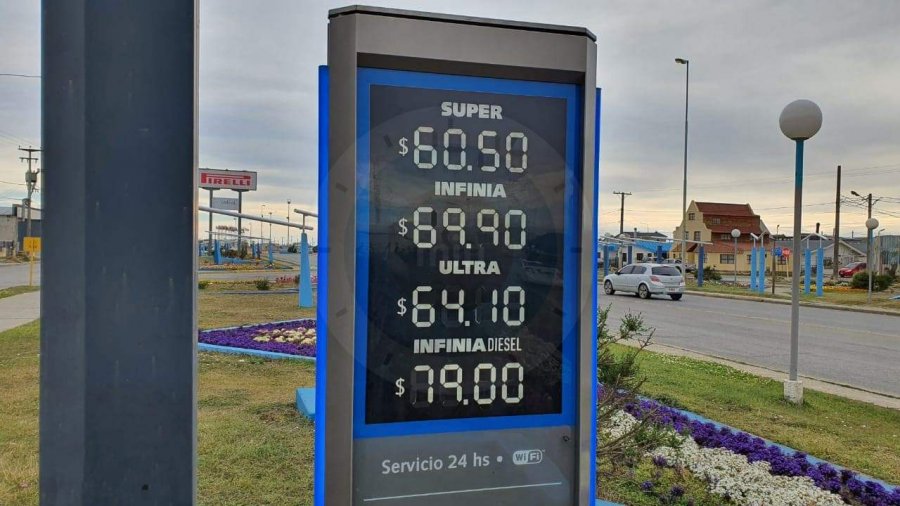 SUPER
$60.50
INFINIA
$69.90
ULTRA
$64.10
INFINIA DIESEL
$79.00
Servicio 24 hs • WiFi
PIRELLI